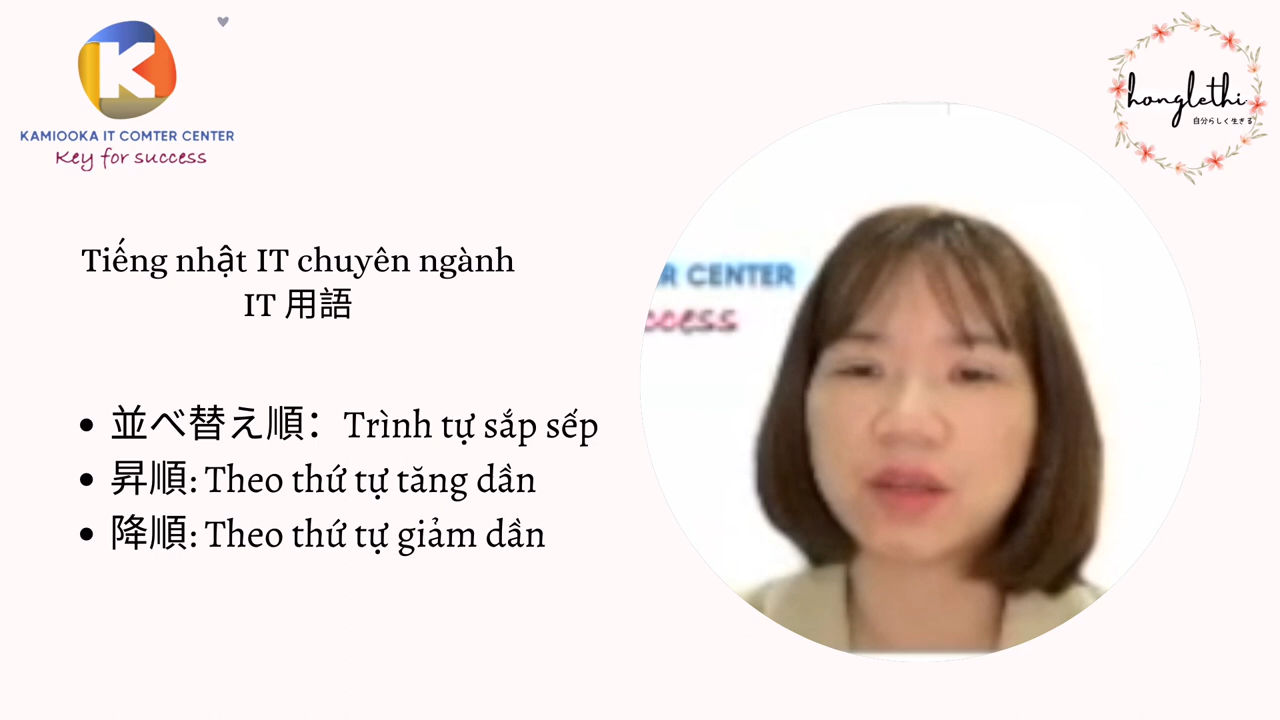 K
KAMIOOKA IT COMTER CENTER
Key for success
honglethi
自分らしく生きる
Tiếng nhật IT chuyên ngành
IT 用語
R CENTER
ccess
• 並べ替え順：Trình tự sắp sếp
• 昇順: Theo thứ tự tăng dần
• 降順: Theo thứ tự giảm dần